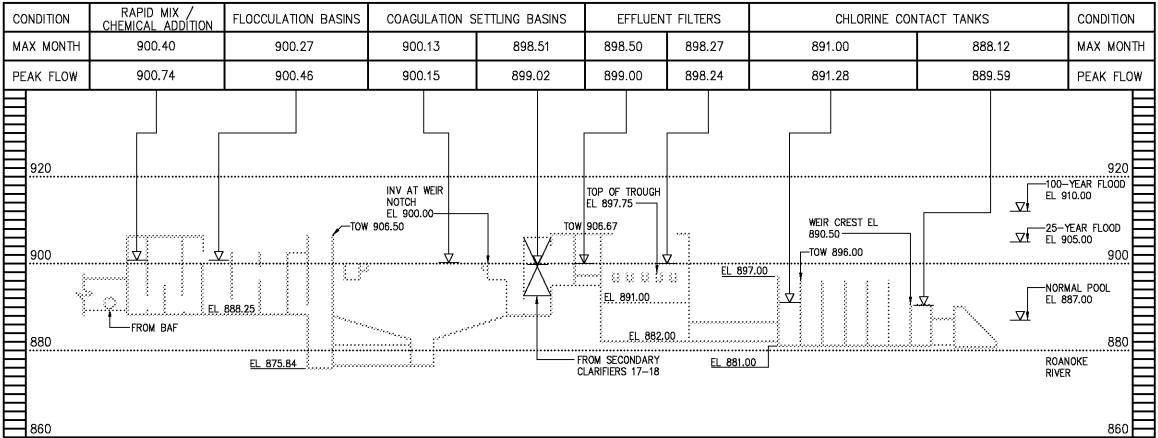 CONDITION
RAPID MIX /
CHEMICAL ADDITION
FLOCCULATION BASINS
COAGULATION SETTLING BASINS
EFFLUENT FILTERS
CHLORINE CONTACT TANKS
CONDITION
MAX MONTH
900.40
900.27
900.13
898.51
898.50
898.27
891.00
888.12
MAX MONTH
PEAK FLOW
900.74
900.46
900.15
899.02
899.00
898.24
891.28
889.59
PEAK FLOW
920
920
INV AT WEIR
NOTCH
EL 900.00
TOP OF TROUGH
EL 897.75
100-YEAR FLOOD
EL 910.00
TOW 906.50
TOW 906.67
WEIR CREST EL
890.50
25-YEAR FLOOD
EL 905.00
TOW 896.00
900
900
EL 897.00
EL 891.00
NORMAL POOL
EL 887.00
EL 888.25
FROM BAF
EL 882.00
880
880
EL 875.84
FROM SECONDARY
CLARIFIERS 17-18
EL 881.00
ROANOKE
RIVER
860
860